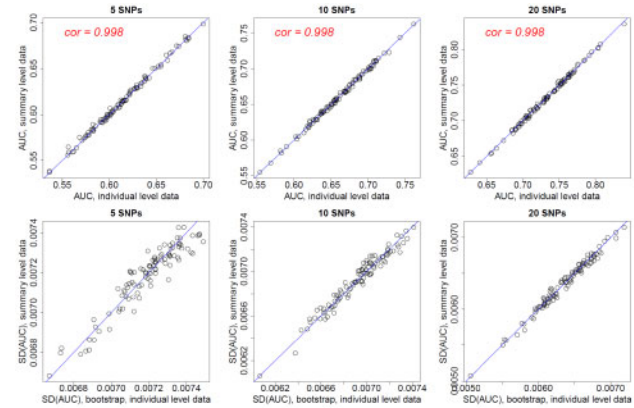 5 SNPs
cor = 0.998
AUC, summary level data
0.55 0.60 0.65 0.70
0.55 0.60 0.65 0.70
AUC, individual level data
10 SNPs
cor = 0.998
AUC, summary level data
0.55 0.60 0.65 0.70 0.75
0.55 0.60 0.65 0.70 0.75
AUC, individual level data
20 SNPs
cor = 0.998
AUC, summary level data
0.65 0.70 0.75 0.80
0.65 0.70 0.75 0.80
AUC, individual level data
5 SNPs
SD(AUC), summary level data
0.0068 0.0070 0.0072 0.0074
0.0068 0.0070 0.0072 0.0074
SD(AUC), bootstrap, individual level data
10 SNPs
SD(AUC), summary level data
0.0062 0.0066 0.0070 0.0074
0.0062 0.0066 0.0070 0.0074
SD(AUC), bootstrap, individual level data
20 SNPs
SD(AUC), summary level data
0.0050 0.0060 0.0070
0.0050 0.0060 0.0070
SD(AUC), bootstrap, individual level data